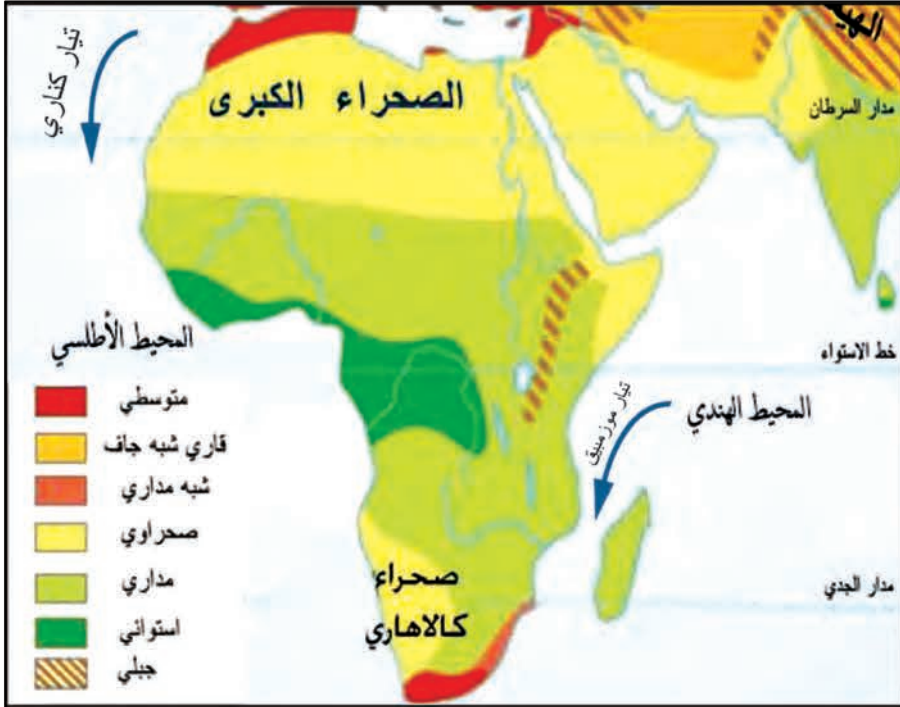 تيار كناري
الصحراء الكبرى
مدار السرطان
المحيط الأطلسي
خط الاستواء
تيار موزمبيق
المحيط الهندي
متوسطي
قاري شبه جاف
شبه مداري
صحراوي
مداري
استوائي
جبلي
صحراء
كالاهاري
مدار الجدي